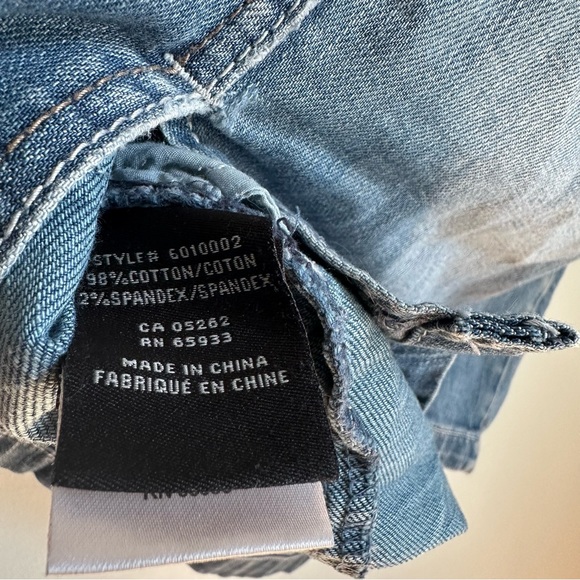 STYLE# 6010002
98%COTTON/COTON
2%SPANDEX/SPANDEX
CA 05262
RN 65933
MADE IN CHINA
FABRIQUÉ EN CHINE